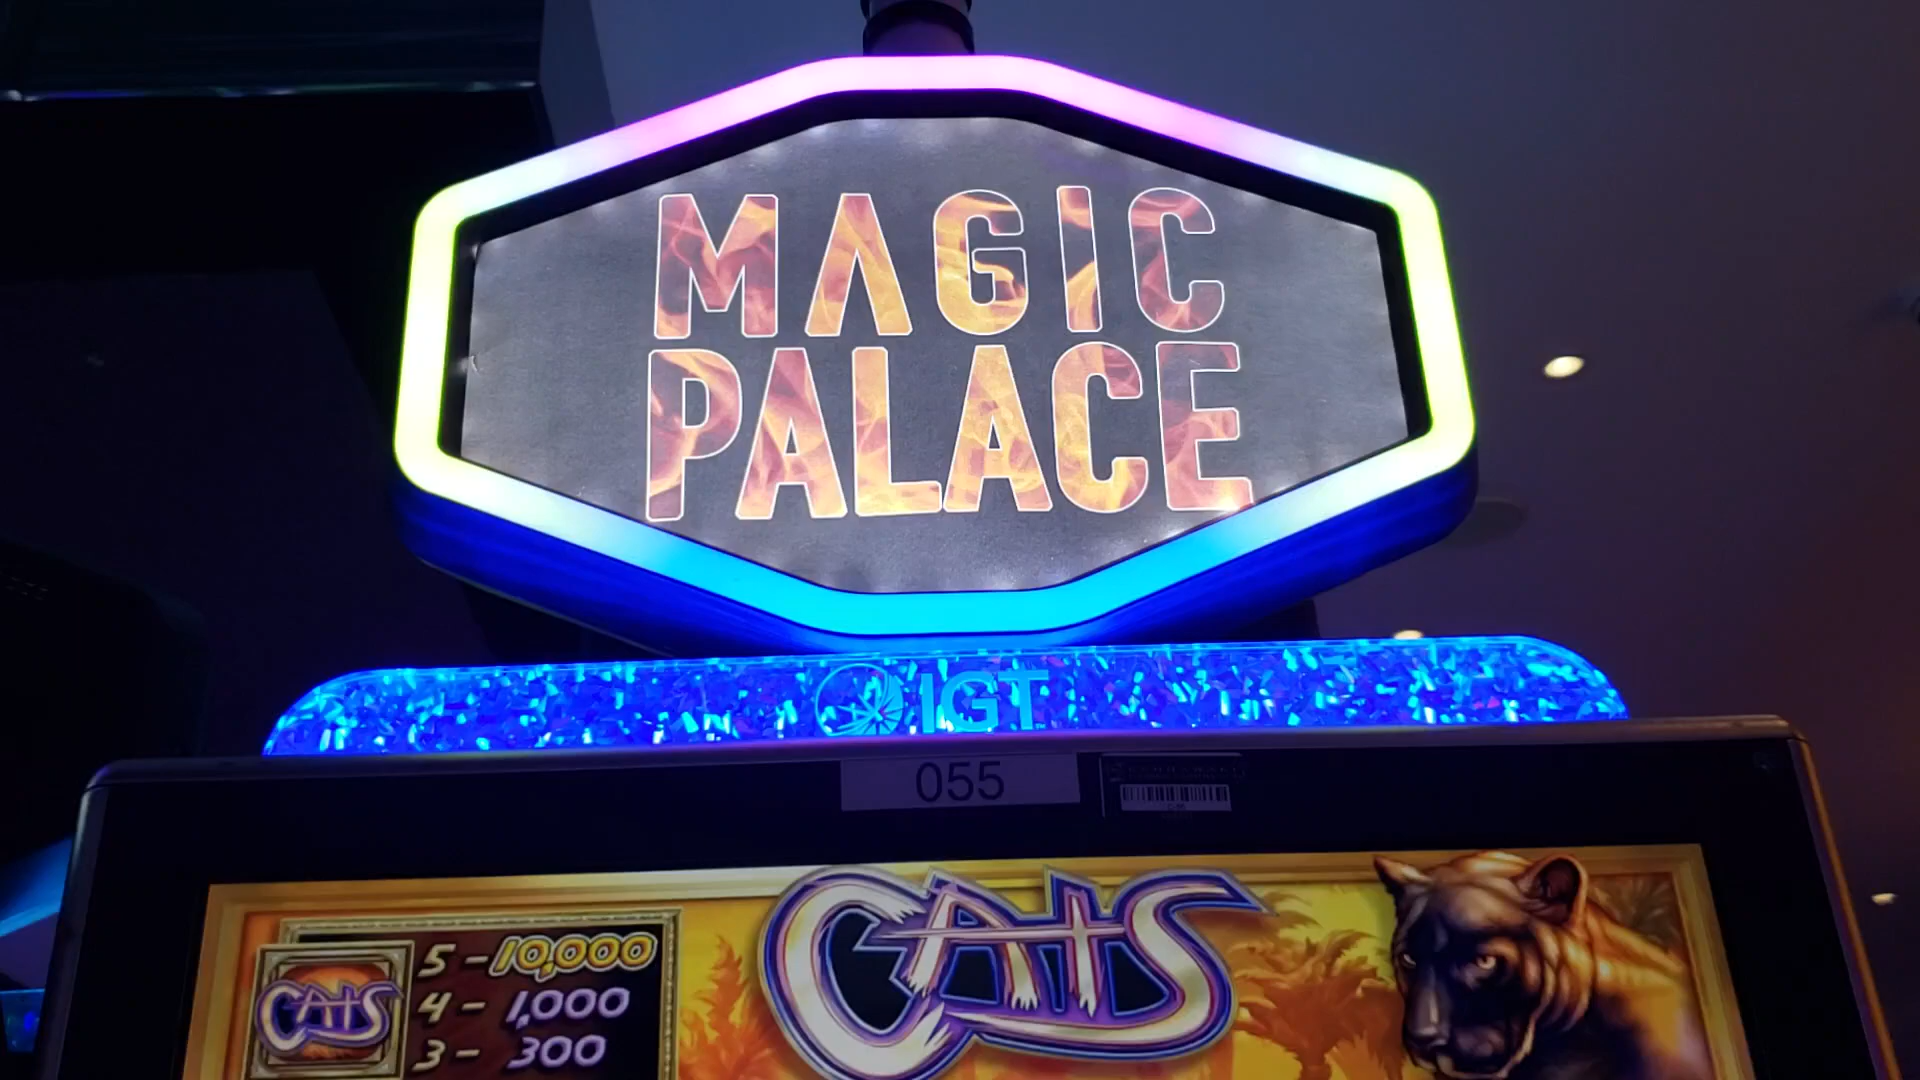 MAGIC
PALACE
IGT
055
CATS
CATS
5 - 10,000
4 - 1,000
3 - 300